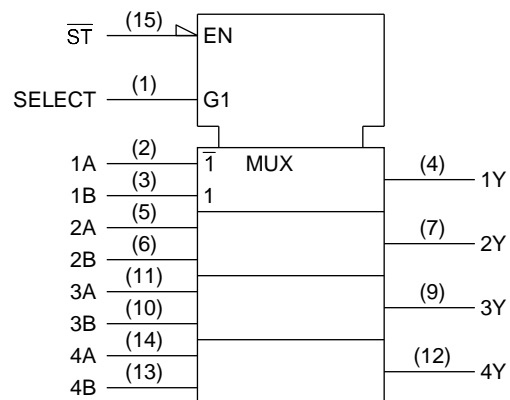 S̅T̅ (15) EN
SELECT (1) G1
1A (2) 1̅ MUX (4) 1Y
1B (3) 1
2A (5) (7) 2Y
2B (6)
3A (11) (9) 3Y
3B (10)
4A (14) (12) 4Y
4B (13)